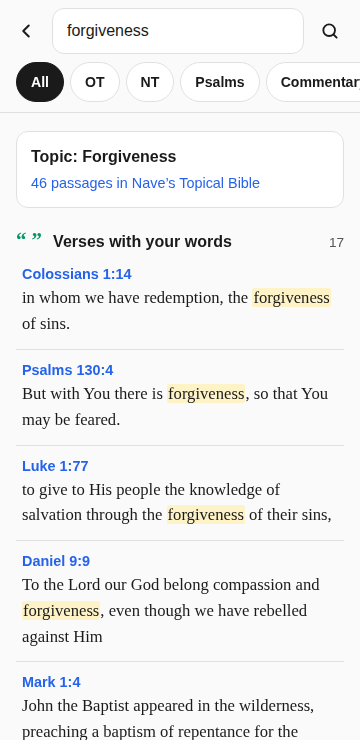 forgiveness
All OT NT Psalms Commentary
Topic: Forgiveness
46 passages in Nave’s Topical Bible
“ ” Verses with your words 17
Colossians 1:14
in whom we have redemption, the forgiveness
of sins.
Psalms 130:4
But with You there is forgiveness, so that You
may be feared.
Luke 1:77
to give to His people the knowledge of
salvation through the forgiveness of their sins,
Daniel 9:9
To the Lord our God belong compassion and
forgiveness, even though we have rebelled
against Him
Mark 1:4
John the Baptist appeared in the wilderness,
preaching a baptism of repentance for the